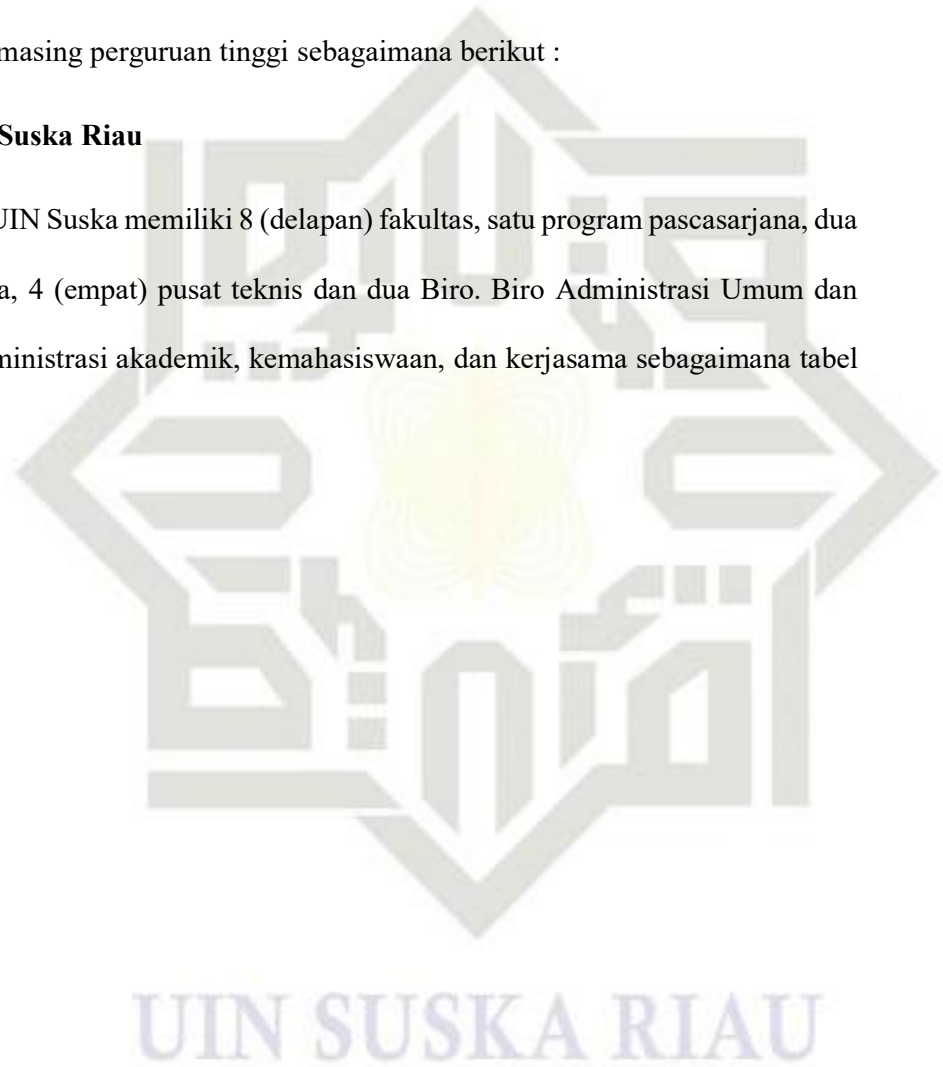 masing perguruan tinggi sebagaimana berikut :
Suska Riau
UIN Suska memiliki 8 (delapan) fakultas, satu program pascasarjana, dua
a, 4 (empat) pusat teknis dan dua Biro. Biro Administrasi Umum dan
ministrasi akademik, kemahasiswaan, dan kerjasama sebagaimana tabel
UIN SUSKA RIAU